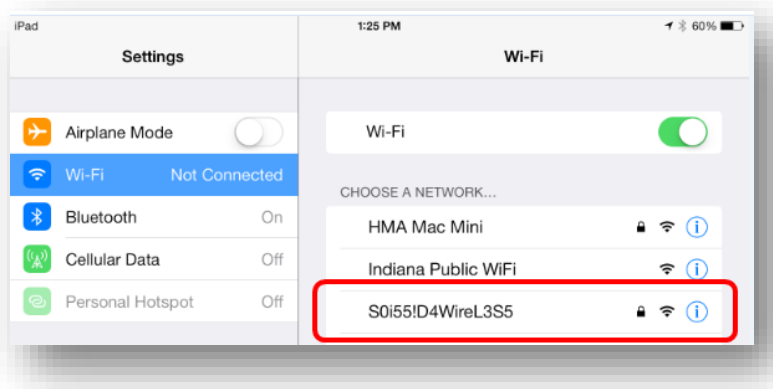 iPad 1:25 PM 60%
Settings Wi-Fi
Airplane Mode
Wi-Fi Not Connected
Bluetooth On
Cellular Data Off
Personal Hotspot Off
Wi-Fi
CHOOSE A NETWORK...
HMA Mac Mini
Indiana Public WiFi
S0i55!D4WireL3S5